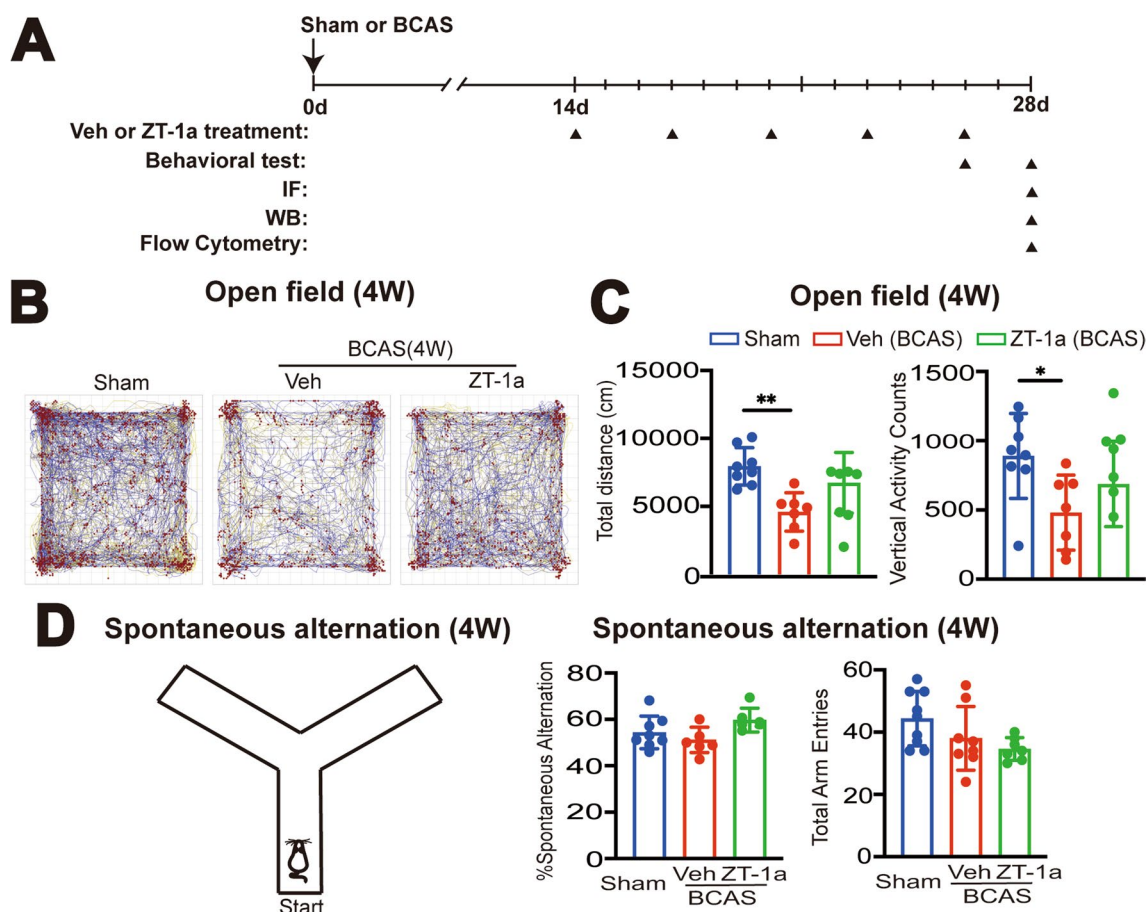 A
Sham or BCAS
0d 14d 28d
Veh or ZT-1a treatment:
Behavioral test:
IF:
WB:
Flow Cytometry:
B
Open field (4W)
BCAS(4W)
Sham Veh ZT-1a
C
Open field (4W)
Sham Veh (BCAS) ZT-1a (BCAS)
Total distance (cm)
15000
10000
5000
0
**
Vertical Activity Counts
1500
1000
500
0
*
D
Spontaneous alternation (4W)
Start
Spontaneous alternation (4W)
%Spontaneous Alternation
80
60
40
20
0
Sham Veh ZT-1a
BCAS
Total Arm Entries
60
40
20
0
Sham Veh ZT-1a
BCAS